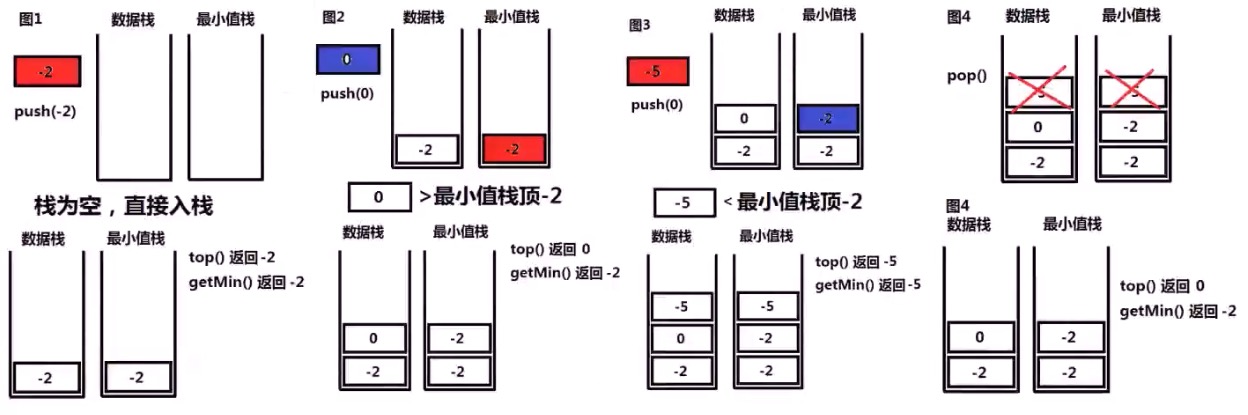 图1
数据栈 最小值栈
-2
push(-2)
栈为空，直接入栈
数据栈 最小值栈
top() 返回 -2
getMin() 返回 -2
-2 -2
图2
数据栈 最小值栈
0
push(0)
-2 -2
0 >最小值栈顶-2
数据栈 最小值栈
top() 返回 0
getMin() 返回 -2
0 -2
-2 -2
图3
数据栈 最小值栈
-5
push(0)
0 -2
-2 -2
-5 < 最小值栈顶-2
数据栈 最小值栈
top() 返回 -5
getMin() 返回 -5
-5 -5
0 -2
-2 -2
图4
数据栈 最小值栈
pop()
0 -2
-2 -2
图4
数据栈 最小值栈
top() 返回 0
getMin() 返回 -2
0 -2
-2 -2